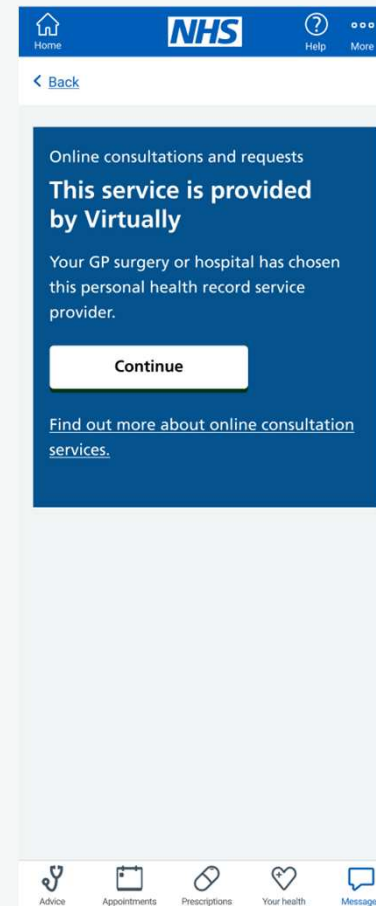 Home
NHS
Help
More
Back
Online consultations and requests
This service is provided
by Virtually
Your GP surgery or hospital has chosen
this personal health record service
provider.
Continue
Find out more about online consultation
services.
Advice
Appointments
Prescriptions
Your health
Message